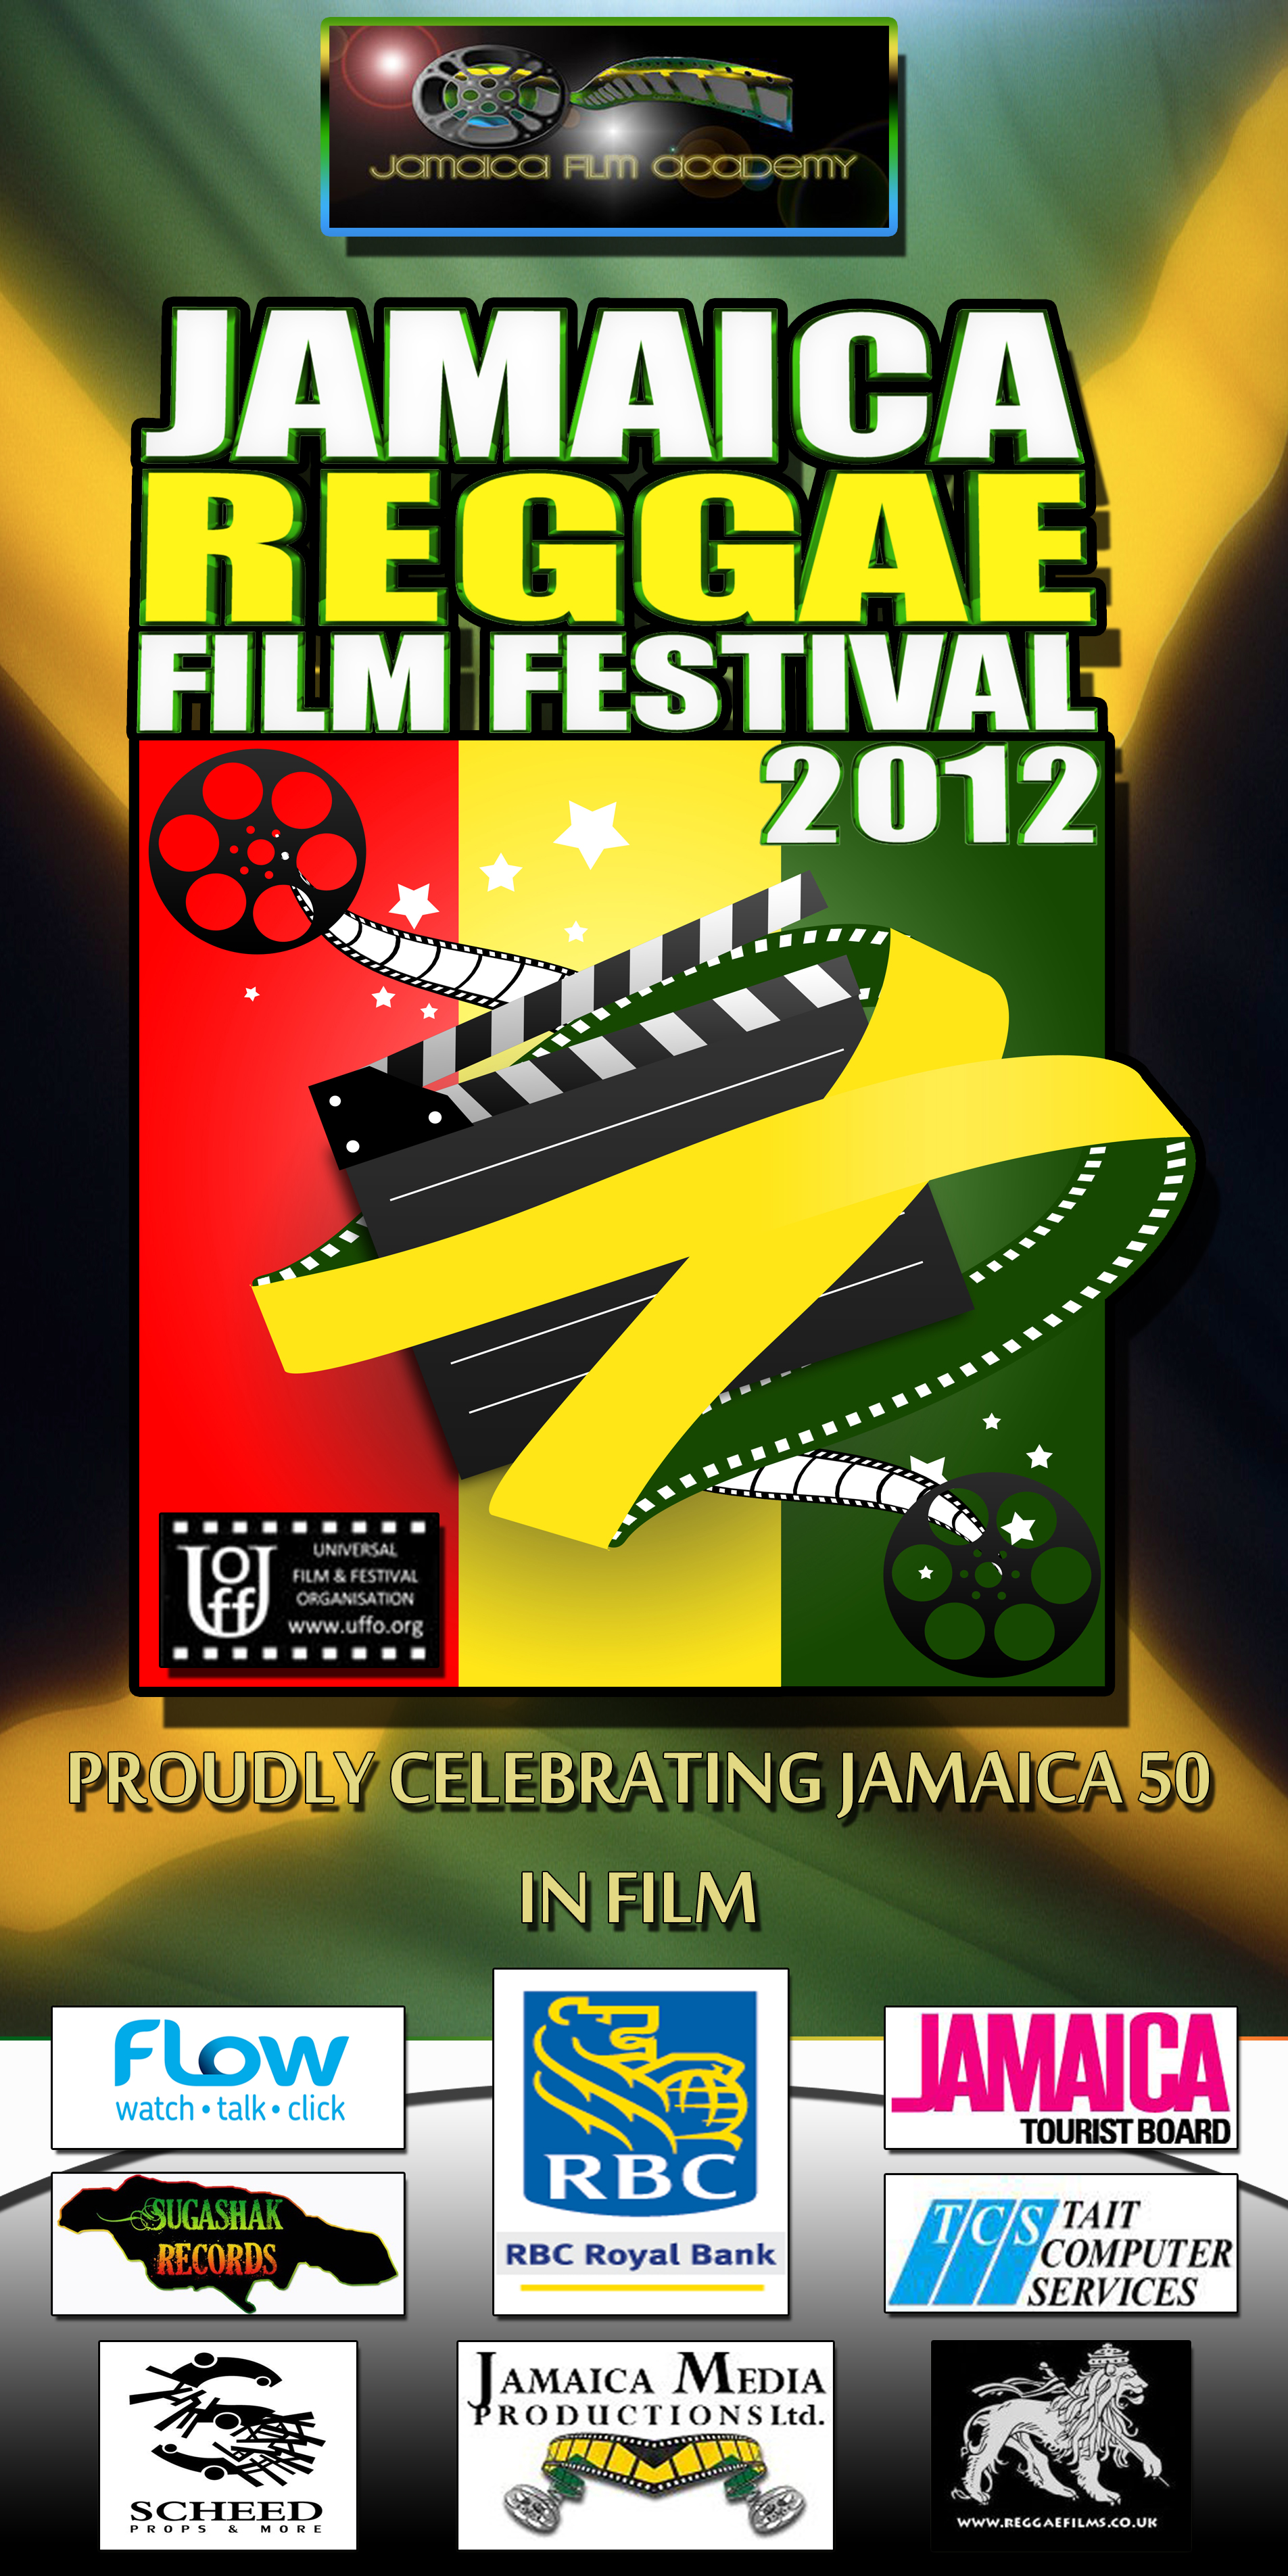 Jamaica Film Academy
JAMAICA
REGGAE
FILM FESTIVAL
2012
UOff
UNIVERSAL
FILM & FESTIVAL
ORGANISATION
www.uffo.org
PROUDLY CELEBRATING JAMAICA 50
IN FILM
FLOW
watch • talk • click
RBC
RBC Royal Bank
JAMAICA
TOURIST BOARD
SUGASHAK
RECORDS
TCS TAIT
COMPUTER
SERVICES
SCHEED
PROPS & MORE
JAMAICA MEDIA
PRODUCTIONS Ltd.
WWW.REGGAEFILMS.CO.UK